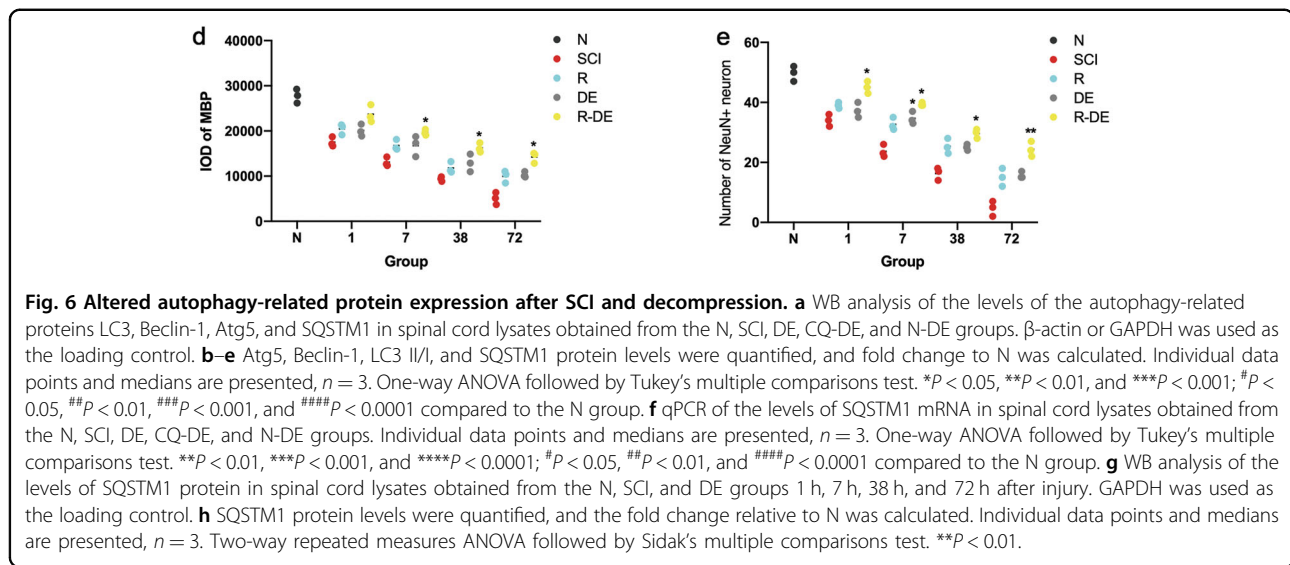 d
40000
30000
20000
10000
0
IOD of MBP
N 1 7 38 72
Group
* * *
N
SCI
R
DE
R-DE
e
60
40
20
0
Number of NeuN+ neuron
N 1 7 38 72
Group
* * * * **
N
SCI
R
DE
R-DE
Fig. 6 Altered autophagy-related protein expression after SCI and decompression. a WB analysis of the levels of the autophagy-related
proteins LC3, Beclin-1, Atg5, and SQSTM1 in spinal cord lysates obtained from the N, SCI, DE, CQ-DE, and N-DE groups. β-actin or GAPDH was used as
the loading control. b–e Atg5, Beclin-1, LC3 II/I, and SQSTM1 protein levels were quantified, and fold change to N was calculated. Individual data
points and medians are presented, n = 3. One-way ANOVA followed by Tukey's multiple comparisons test. *P < 0.05, **P < 0.01, and ***P < 0.001; #P <
0.05, ##P < 0.01, ###P < 0.001, and ####P < 0.0001 compared to the N group. f qPCR of the levels of SQSTM1 mRNA in spinal cord lysates obtained from
the N, SCI, DE, CQ-DE, and N-DE groups. Individual data points and medians are presented, n = 3. One-way ANOVA followed by Tukey's multiple
comparisons test. **P < 0.01, ***P < 0.001, and ****P < 0.0001; #P < 0.05, ##P < 0.01, and ####P < 0.0001 compared to the N group. g WB analysis of the
levels of SQSTM1 protein in spinal cord lysates obtained from the N, SCI, and DE groups 1 h, 7 h, 38 h, and 72 h after injury. GAPDH was used as
the loading control. h SQSTM1 protein levels were quantified, and the fold change relative to N was calculated. Individual data points and medians
are presented, n = 3. Two-way repeated measures ANOVA followed by Sidak's multiple comparisons test. **P < 0.01.